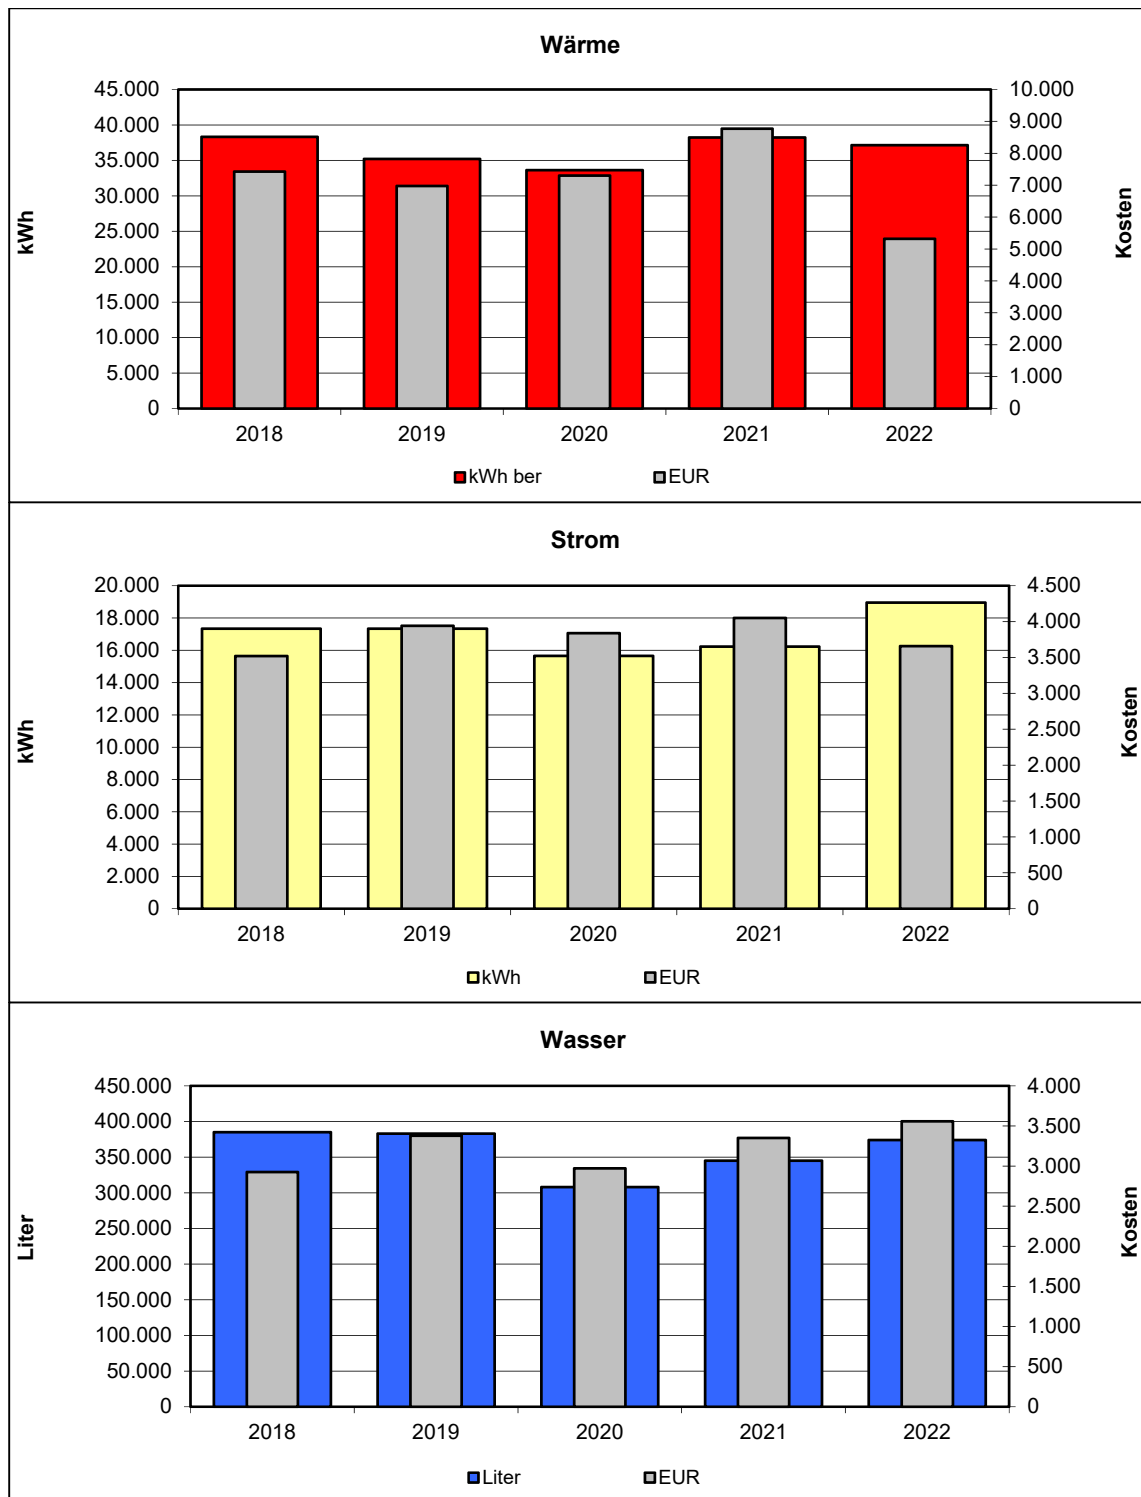 Wärme
45.000 10.000
40.000 9.000
35.000 8.000
30.000 7.000
25.000 6.000
20.000 5.000
15.000 4.000
10.000 3.000
5.000 2.000
0 1.000
0
kWh
Kosten
2018 2019 2020 2021 2022
kWh ber EUR
Strom
20.000 4.500
18.000 4.000
16.000 3.500
14.000 3.000
12.000 2.500
10.000 2.000
8.000 1.500
6.000 1.000
4.000 500
2.000 0
0
kWh
Kosten
2018 2019 2020 2021 2022
kWh EUR
Wasser
450.000 4.000
400.000 3.500
350.000 3.000
300.000 2.500
250.000 2.000
200.000 1.500
150.000 1.000
100.000 500
50.000 0
0
Liter
Kosten
2018 2019 2020 2021 2022
Liter EUR